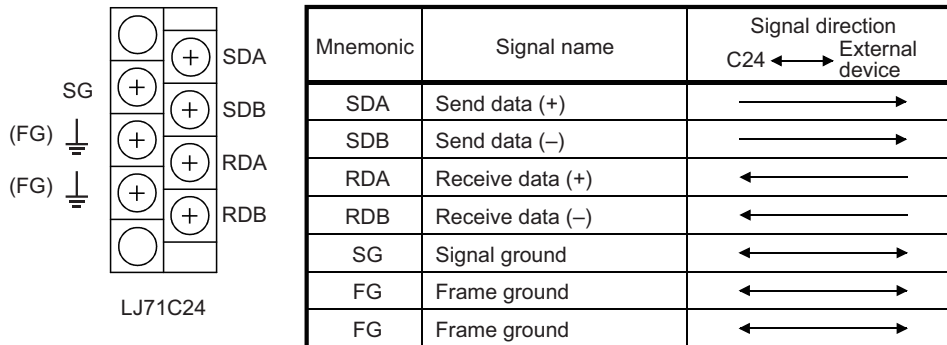 SDA
SG
SDB
(FG)
RDA
(FG)
RDB
LJ71C24
Mnemonic Signal name Signal direction
C24 External device
SDA Send data (+)
SDB Send data (–)
RDA Receive data (+)
RDB Receive data (–)
SG Signal ground
FG Frame ground
FG Frame ground